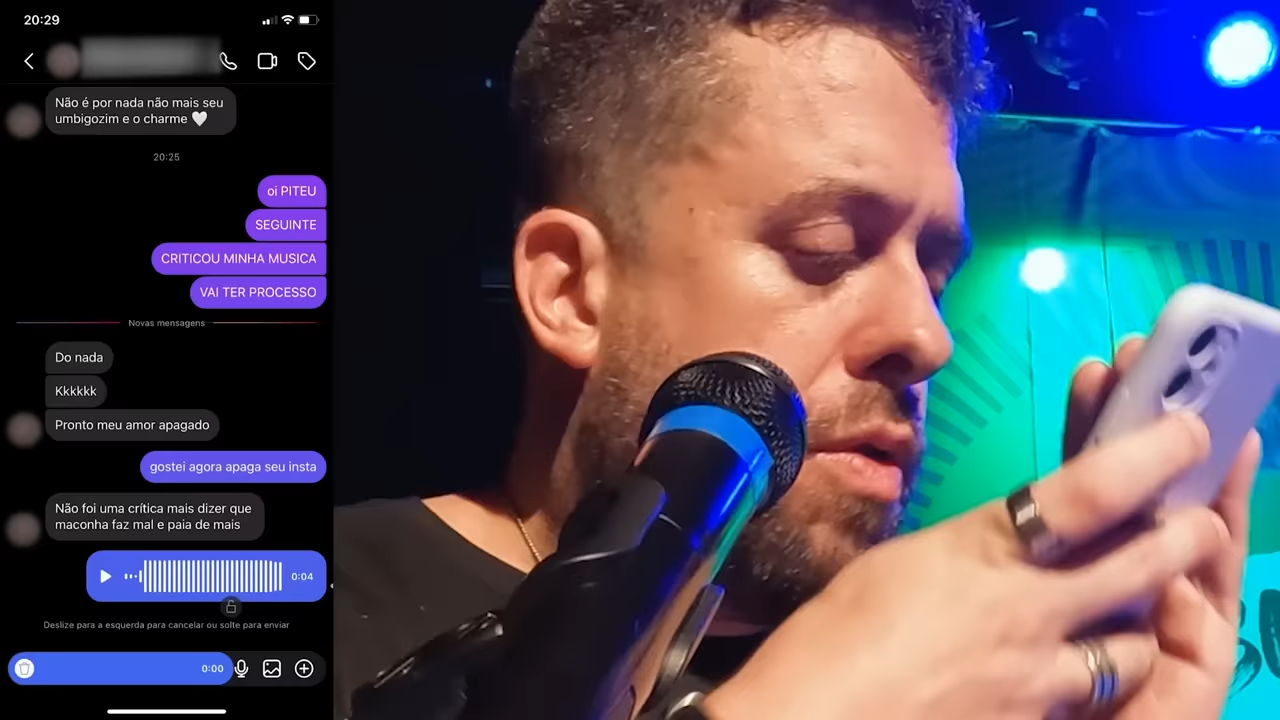 20:29
Não é por nada não mais seu
umbigozim e o charme 🤍
20:25
oi PITEU
SEGUINTE
CRITICOU MINHA MUSICA
VAI TER PROCESSO
Novas mensagens
Do nada
Kkkkkk
Pronto meu amor apagado
gostei agora apaga seu insta
Não foi uma crítica mais dizer que
maconha faz mal e paia de mais
0:04
Deslize para a esquerda para cancelar ou solte para enviar
0:00